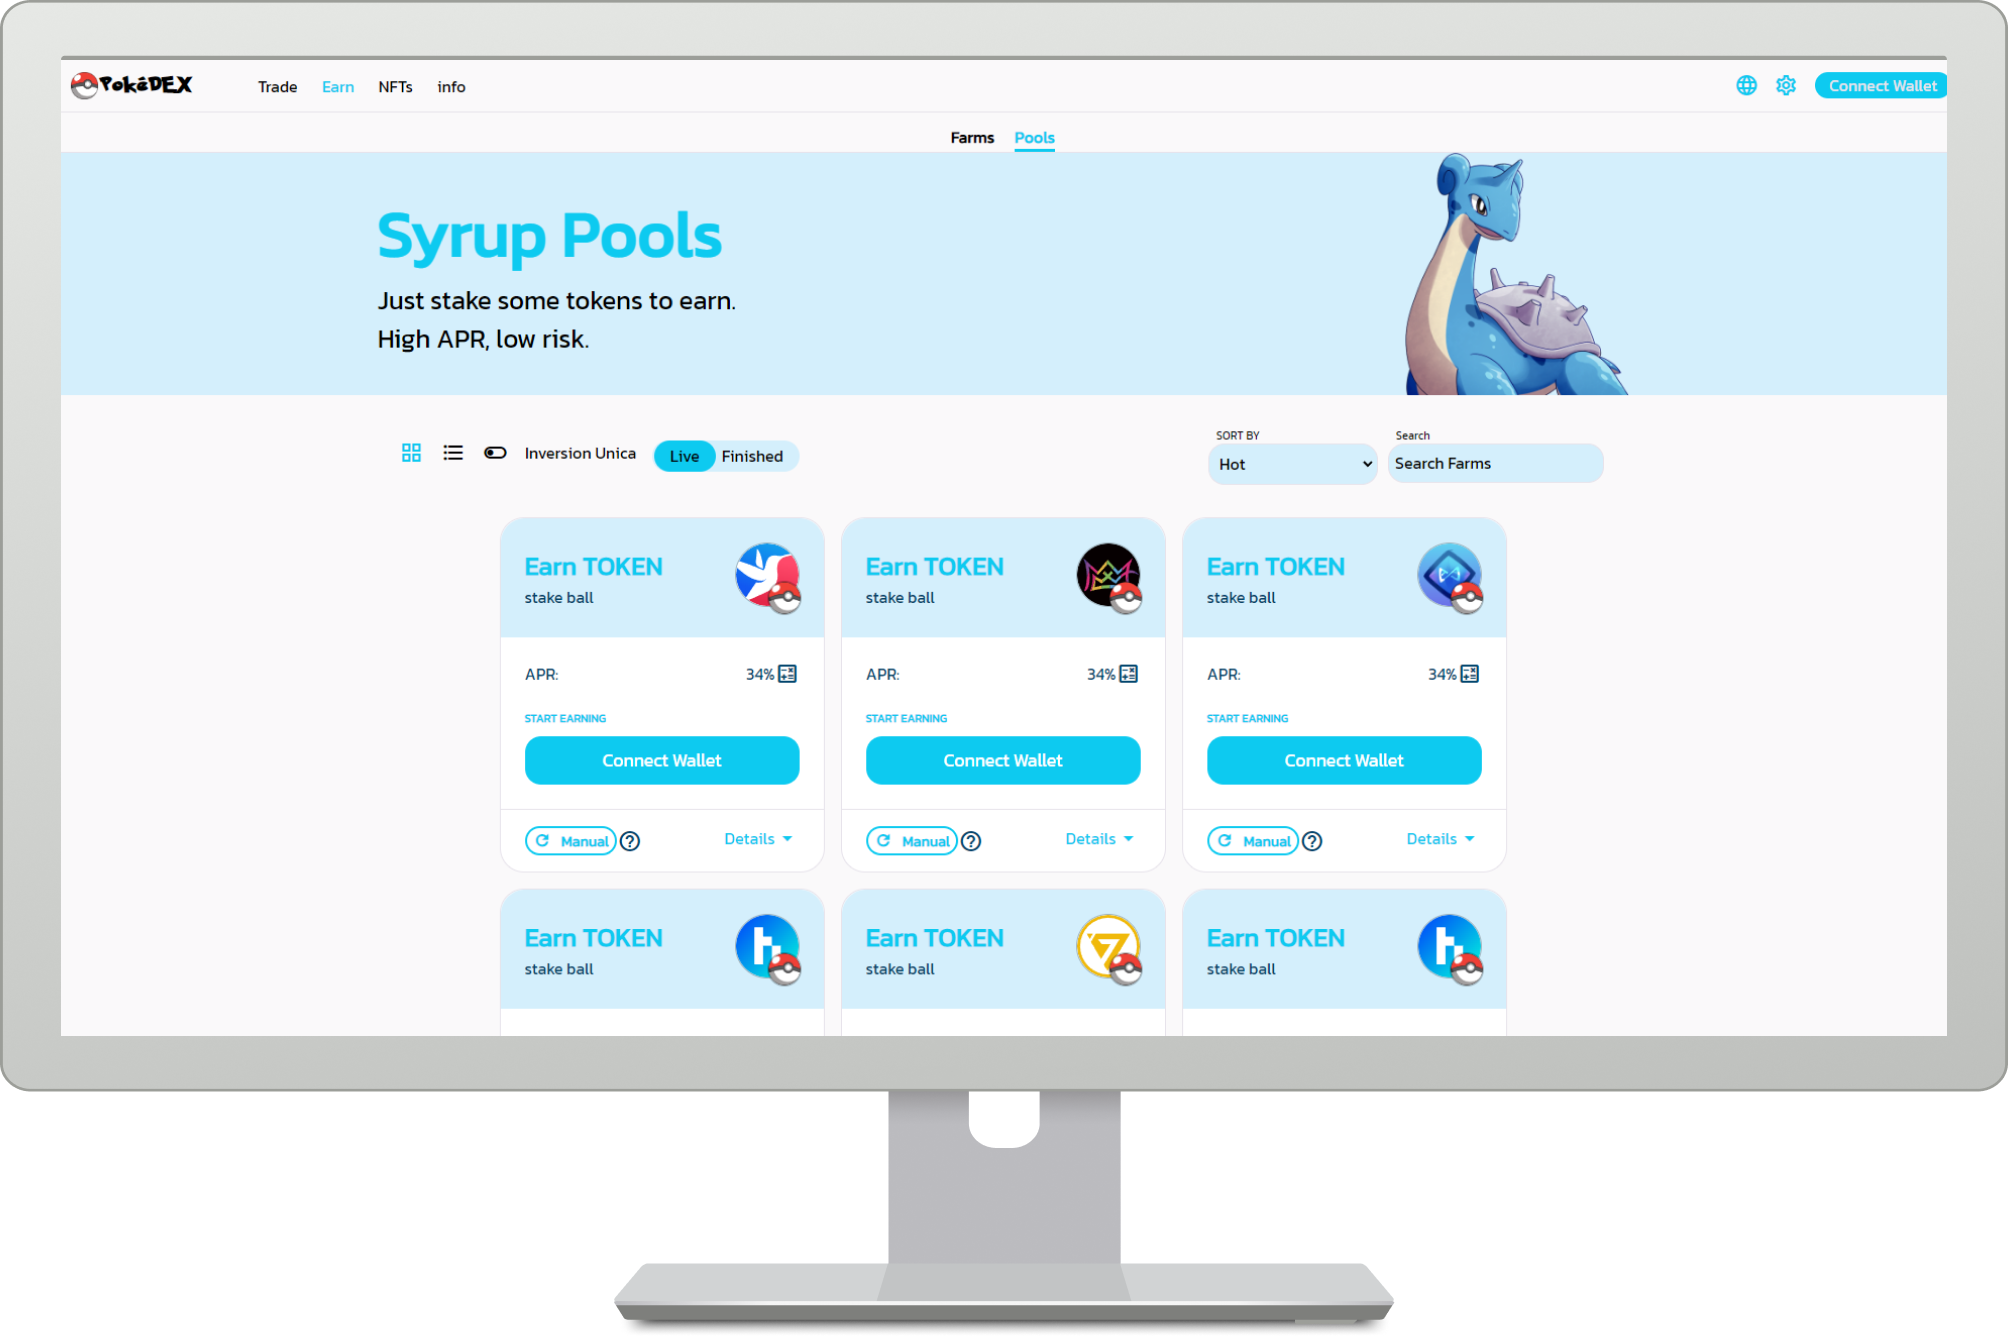 PokéDEX
Trade Earn NFTs info
Connect Wallet
Farms Pools
Syrup Pools
Just stake some tokens to earn.
High APR, low risk.
Inversion Unica Live Finished
SORT BY
Hot
Search
Search Farms
Earn TOKEN
stake ball
APR: 34%
START EARNING
Connect Wallet
Manual Details
Earn TOKEN
stake ball
APR: 34%
START EARNING
Connect Wallet
Manual Details
Earn TOKEN
stake ball
APR: 34%
START EARNING
Connect Wallet
Manual Details
Earn TOKEN
stake ball
Earn TOKEN
stake ball
Earn TOKEN
stake ball